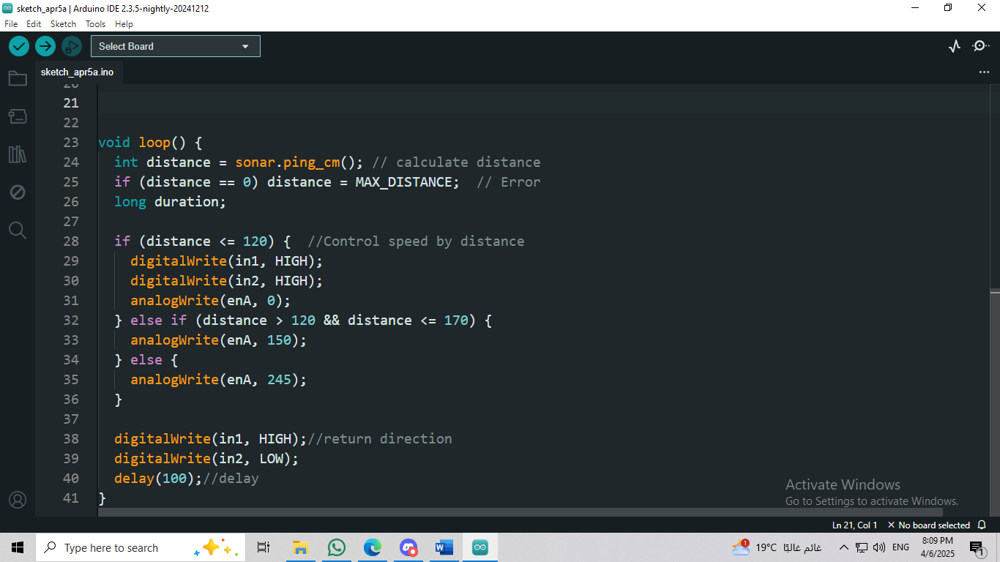 sketch_apr5a | Arduino IDE 2.3.5-nightly-20241212
File Edit Sketch Tools Help
Select Board
sketch_apr5a.ino
20
21
22
23 void loop() {
24 int distance = sonar.ping_cm(); // calculate distance
25 if (distance == 0) distance = MAX_DISTANCE;  // Error
26 long duration;
27
28 if (distance <= 120) {  //Control speed by distance
29 digitalWrite(in1, HIGH);
30 digitalWrite(in2, HIGH);
31 analogWrite(enA, 0);
32 } else if (distance > 120 && distance <= 170) {
33 analogWrite(enA, 150);
34 } else {
35 analogWrite(enA, 245);
36 }
37
38 digitalWrite(in1, HIGH);//return direction
39 digitalWrite(in2, LOW);
40 delay(100);//delay
41 }
Activate Windows
Go to Settings to activate Windows.
Ln 21, Col 1 × No board selected
Type here to search
1 19°C غائم غالبًا ENG
8:09 PM
4/6/2025
1